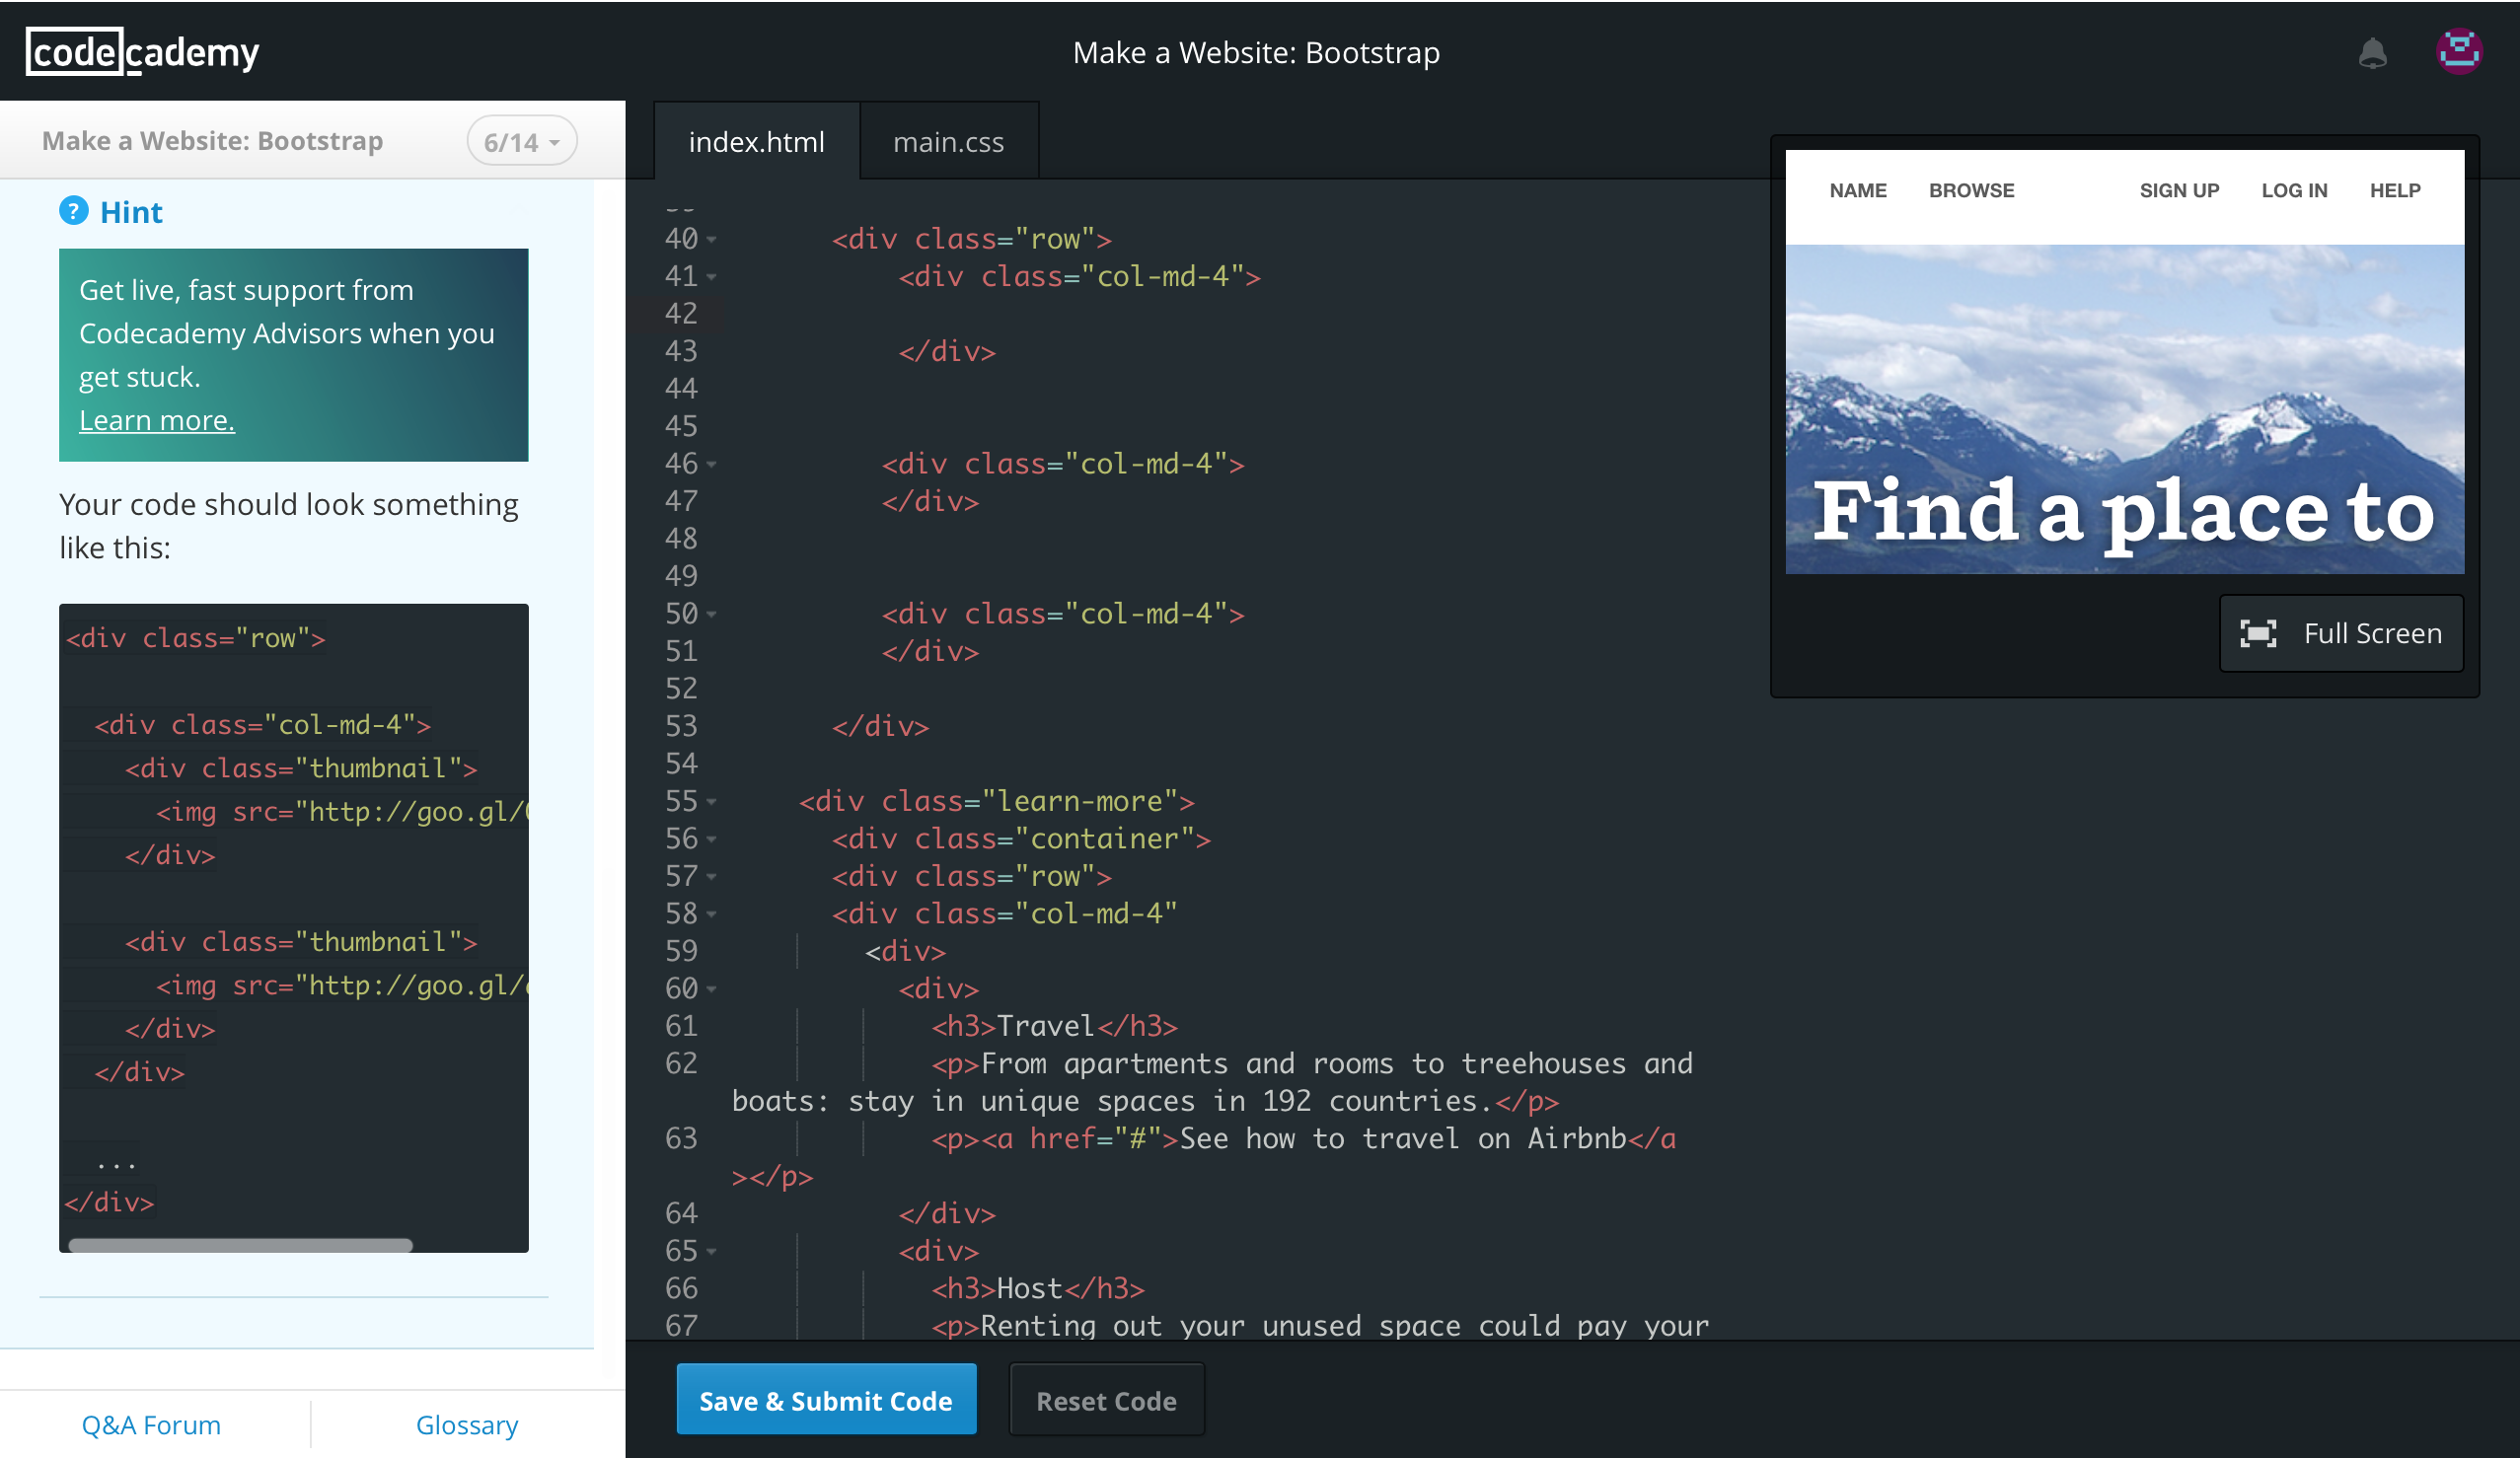 codecademy
Make a Website: Bootstrap
Make a Website: Bootstrap 6/14
? Hint
Get live, fast support from
Codecademy Advisors when you
get stuck.
Learn more.
Your code should look something
like this:
<div class="row">
<div class="col-md-4">
<div class="thumbnail">
<img src="http://goo.gl/
</div>
<div class="thumbnail">
<img src="http://goo.gl/
</div>
</div>
...
</div>
Q&A Forum
Glossary
index.html
main.css
40 <div class="row">
41 <div class="col-md-4">
42
43 </div>
44
45
46 <div class="col-md-4">
47 </div>
48
49
50 <div class="col-md-4">
51 </div>
52
53 </div>
54
55 <div class="learn-more">
56 <div class="container">
57 <div class="row">
58 <div class="col-md-4"
59 <div>
60 <div>
61 <h3>Travel</h3>
62 <p>From apartments and rooms to treehouses and
boats: stay in unique spaces in 192 countries.</p>
63 <p><a href="#">See how to travel on Airbnb</a
></p>
64 </div>
65 <div>
66 <h3>Host</h3>
67 <p>Renting out your unused space could pay your
Save & Submit Code
Reset Code
NAME BROWSE SIGN UP LOG IN HELP
Find a place to
Full Screen